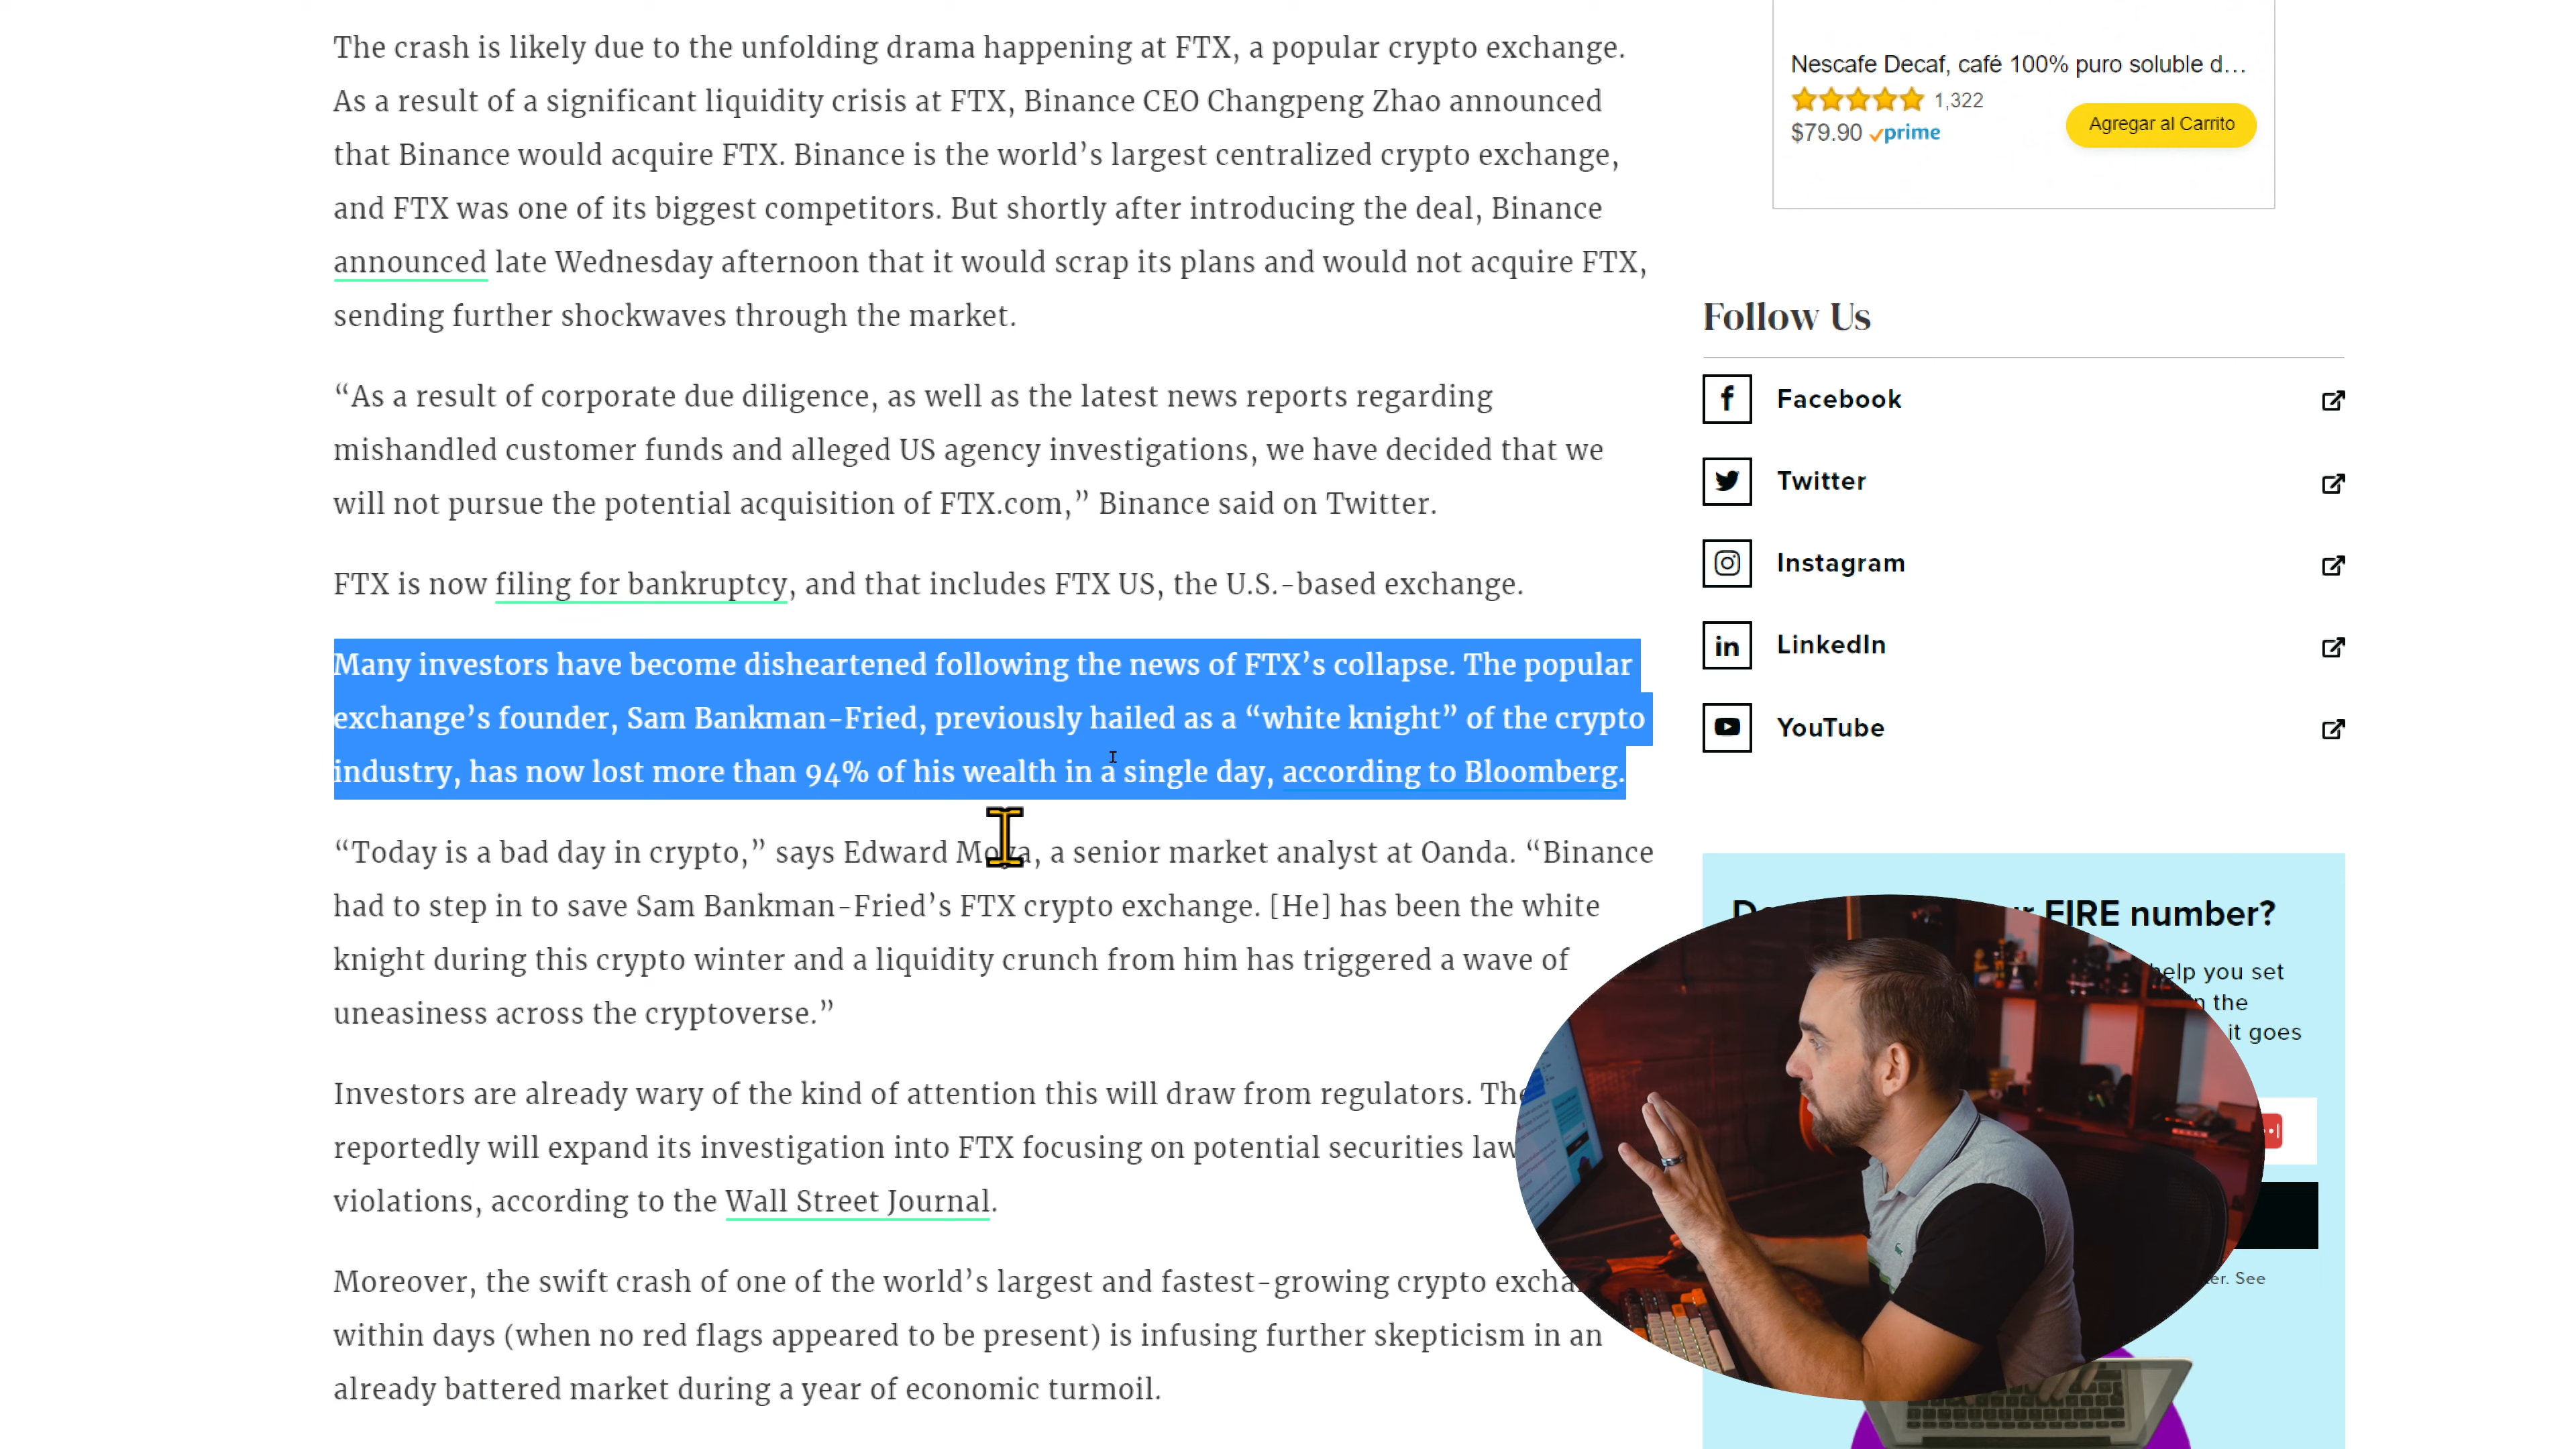 The crash is likely due to the unfolding drama happening at FTX, a popular crypto exchange.
As a result of a significant liquidity crisis at FTX, Binance CEO Changpeng Zhao announced
that Binance would acquire FTX. Binance is the world’s largest centralized crypto exchange,
and FTX was one of its biggest competitors. But shortly after introducing the deal, Binance
announced late Wednesday afternoon that it would scrap its plans and would not acquire FTX,
sending further shockwaves through the market.
“As a result of corporate due diligence, as well as the latest news reports regarding
mishandled customer funds and alleged US agency investigations, we have decided that we
will not pursue the potential acquisition of FTX.com,” Binance said on Twitter.
FTX is now filing for bankruptcy, and that includes FTX US, the U.S.-based exchange.
Many investors have become disheartened following the news of FTX’s collapse. The popular
exchange’s founder, Sam Bankman-Fried, previously hailed as a “white knight” of the crypto
industry, has now lost more than 94% of his wealth in a single day, according to Bloomberg.
“Today is a bad day in crypto,” says Edward Moya, a senior market analyst at Oanda. “Binance
had to step in to save Sam Bankman-Fried’s FTX crypto exchange. [He] has been the white
knight during this crypto winter and a liquidity crunch from him has triggered a wave of
uneasiness across the cryptoverse.”
Investors are already wary of the kind of attention this will draw from regulators.
reportedly will expand its investigation into FTX focusing on potential securities law
violations, according to the Wall Street Journal.
Moreover, the swift crash of one of the world’s largest and fastest-growing crypto
within days (when no red flags appeared to be present) is infusing further skepticism in an
already battered market during a year of economic turmoil.
Nescafe Decaf, café 100% puro soluble d...
1,322
$79.90 prime
Agregar al Carrito
Follow Us
Facebook
Twitter
Instagram
LinkedIn
YouTube
FIRE number?
help you set
the
it goes
See